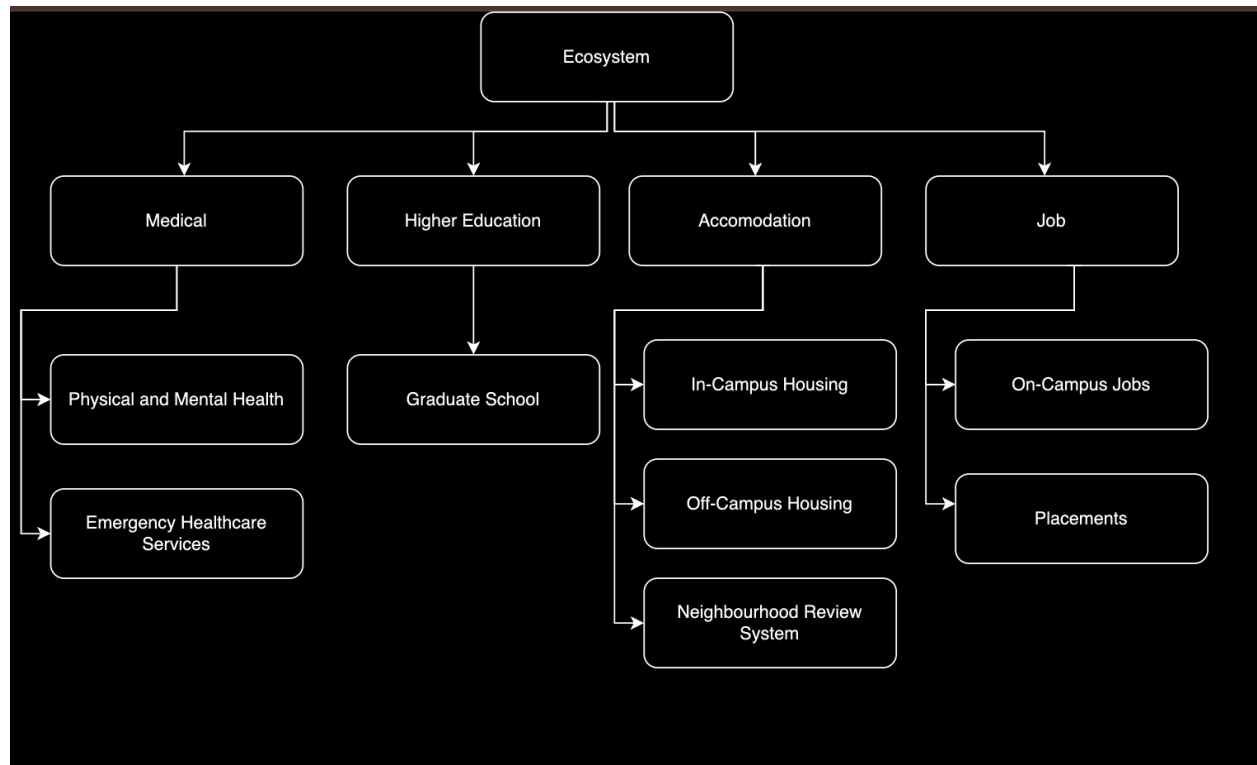 Ecosystem
Medical
Higher Education
Accomodation
Job
Physical and Mental Health
Graduate School
In-Campus Housing
On-Campus Jobs
Emergency Healthcare
Services
Off-Campus Housing
Placements
Neighbourhood Review
System